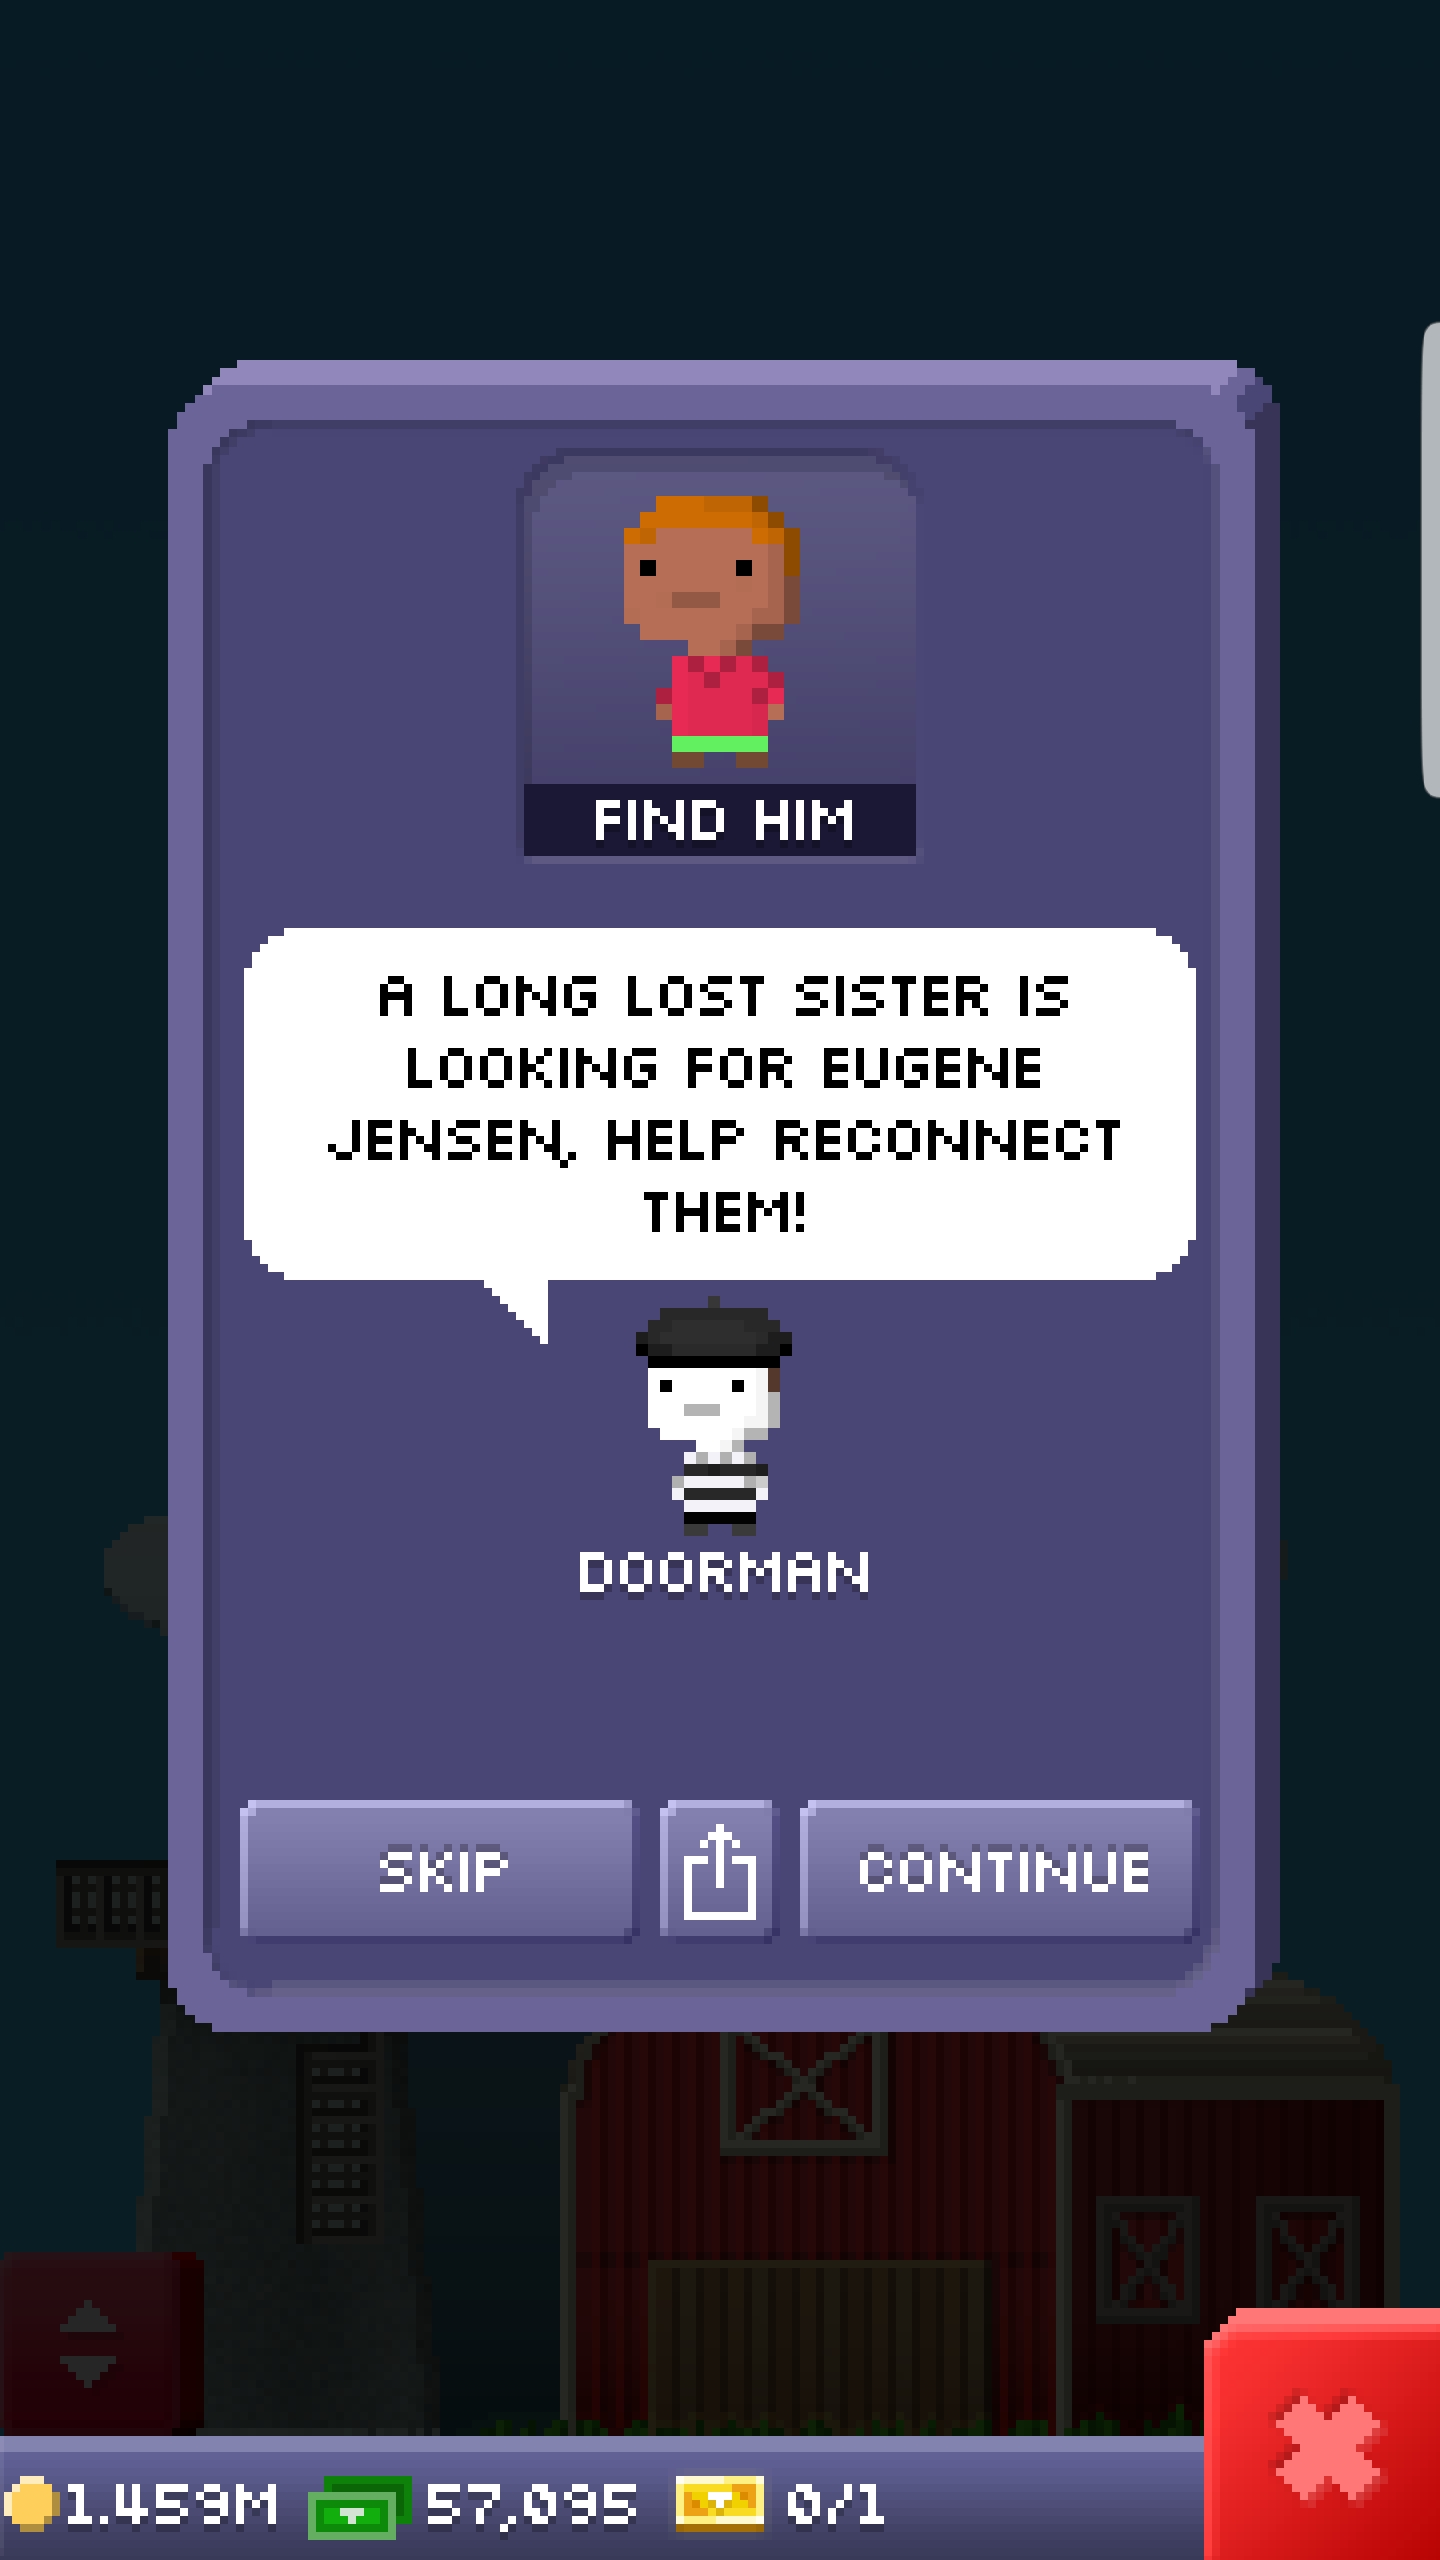 FIND HIM
A LONG LOST SISTER IS
LOOKING FOR EUGENE
JENSEN, HELP RECONNECT
THEM!
DOORMAN
SKIP
CONTINUE
1.459M 57,095 0/1